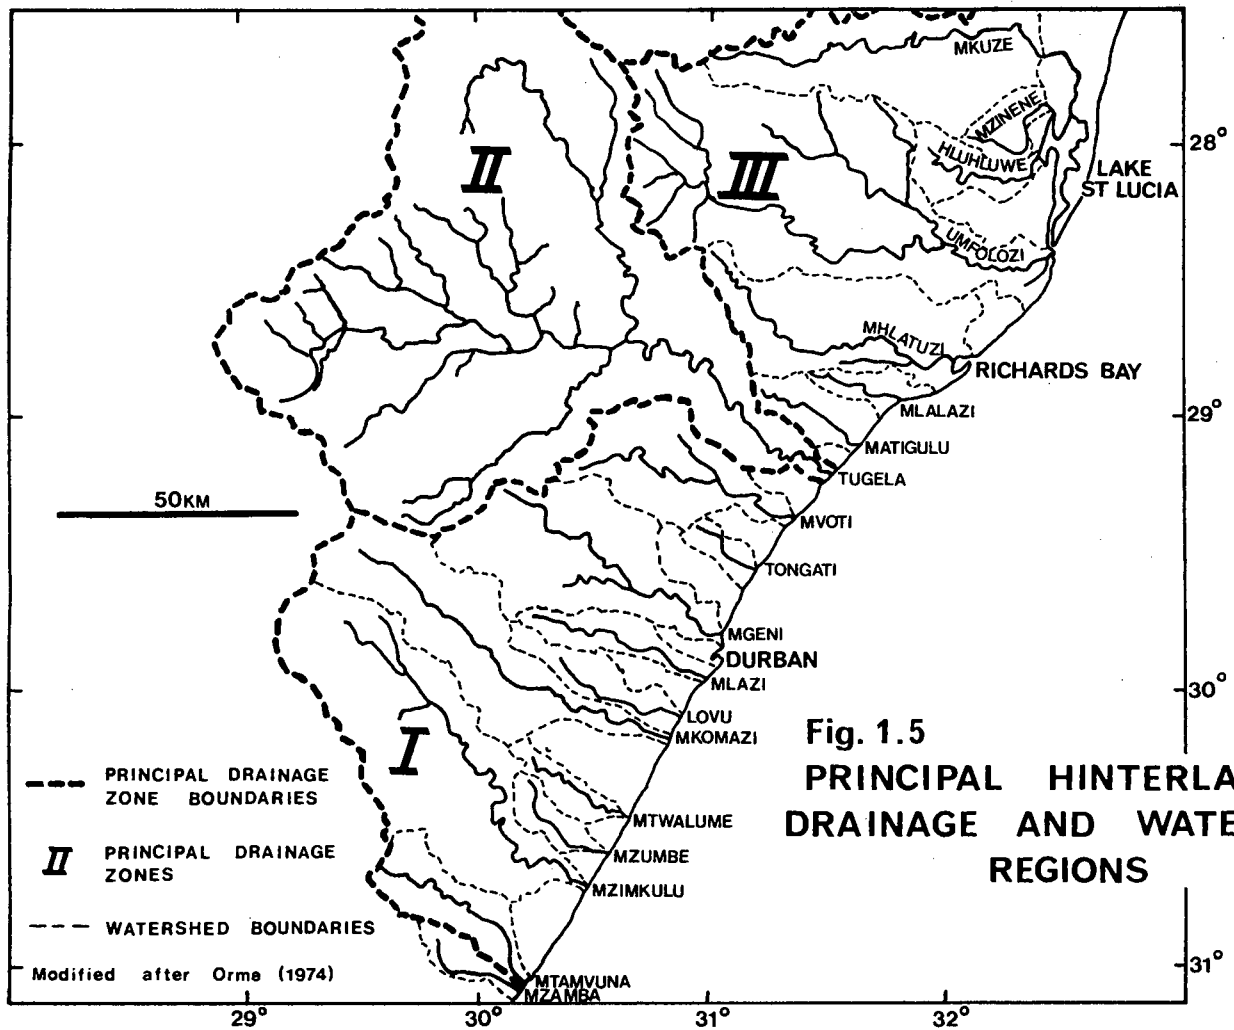 MKUZE
MZINENE
28°
HLUHLUWE
LAKE
ST LUCIA
II
III
UMFOLOZI
MHLATUZI
RICHARDS BAY
MLALAZI
29°
MATIGULU
TUGELA
50KM
MVOTI
TONGATI
MGENI
DURBAN
MLAZI
30°
LOVU
MKOMAZI
I
Fig. 1.5
PRINCIPAL HINTERLA
DRAINAGE AND WATE
REGIONS
MTWALUME
MZUMBE
MZIMKULU
PRINCIPAL DRAINAGE
ZONE BOUNDARIES
II PRINCIPAL DRAINAGE
ZONES
WATERSHED BOUNDARIES
Modified after Orme (1974)
31°
MTAMVUNA
MZAMBA
29° 30° 31° 32°